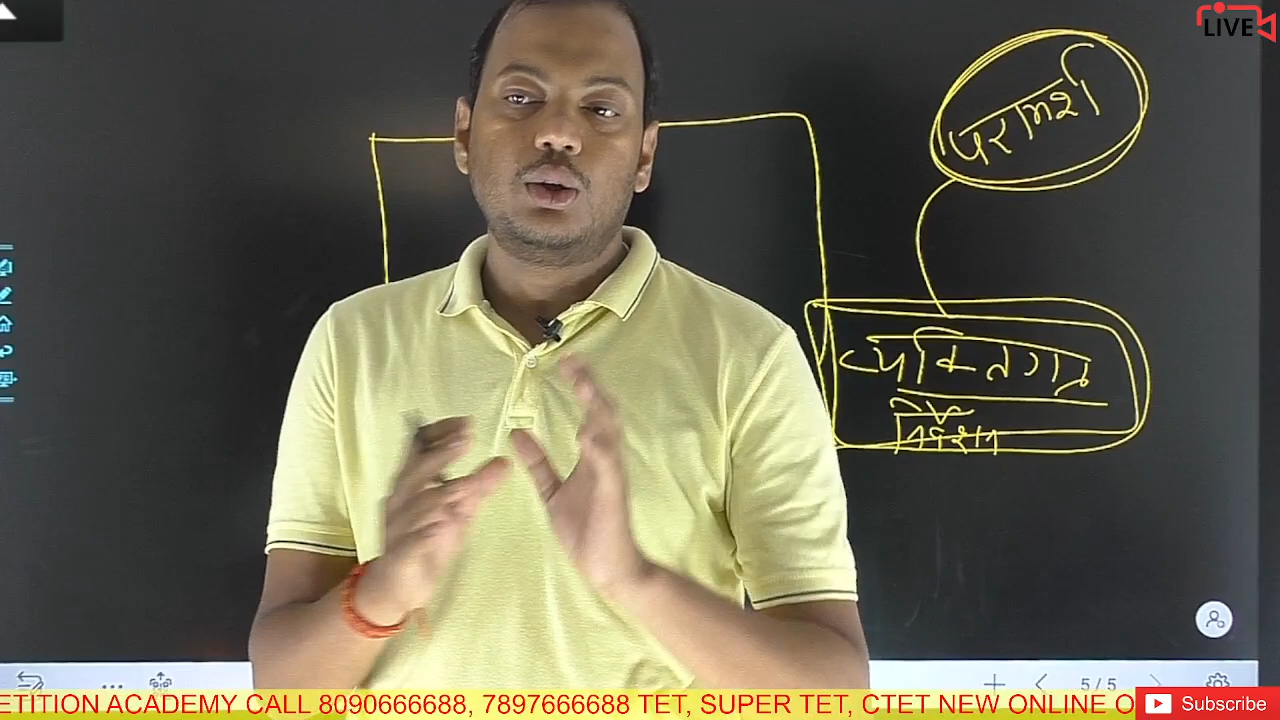 LIVE
परामर्श
व्यक्तिगत
निर्देशन
5/5
ETITION ACADEMY CALL 8090666688, 7897666688 TET, SUPER TET, CTET NEW ONLINE O
Subscribe